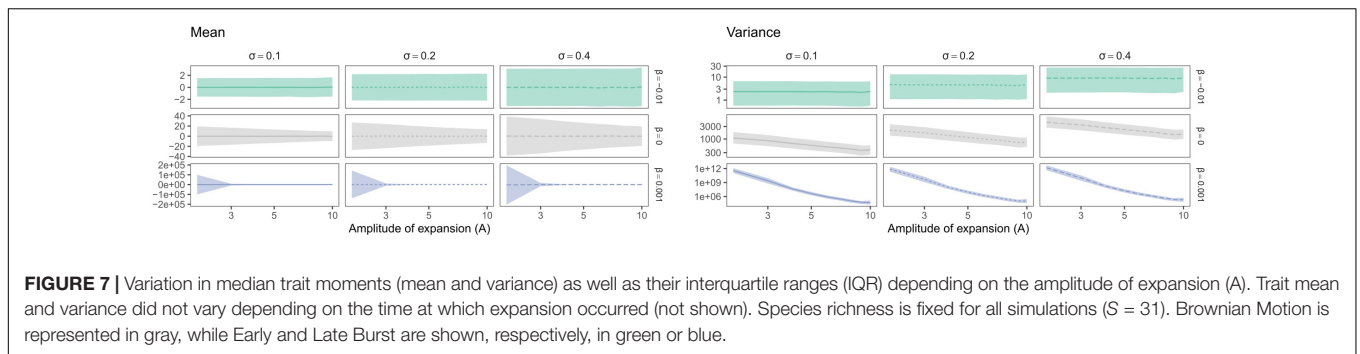 Mean
σ = 0.1
σ = 0.2
σ = 0.4
2
0
−2
β = −0.01
40
20
0
−20
−40
β = 0
2e+05
1e+05
0e+00
−1e+05
−2e+05
β = 0.001
3
5
10
3
5
10
3
5
10
Amplitude of expansion (A)
Variance
σ = 0.1
σ = 0.2
σ = 0.4
30
10
3
1
β = −0.01
3000
1000
300
β = 0
1e+12
1e+09
1e+06
β = 0.001
3
5
10
3
5
10
3
5
10
Amplitude of expansion (A)
FIGURE 7 | Variation in median trait moments (mean and variance) as well as their interquartile ranges (IQR) depending on the amplitude of expansion (A). Trait mean
and variance did not vary depending on the time at which expansion occurred (not shown). Species richness is fixed for all simulations (S = 31). Brownian Motion is
represented in gray, while Early and Late Burst are shown, respectively, in green or blue.